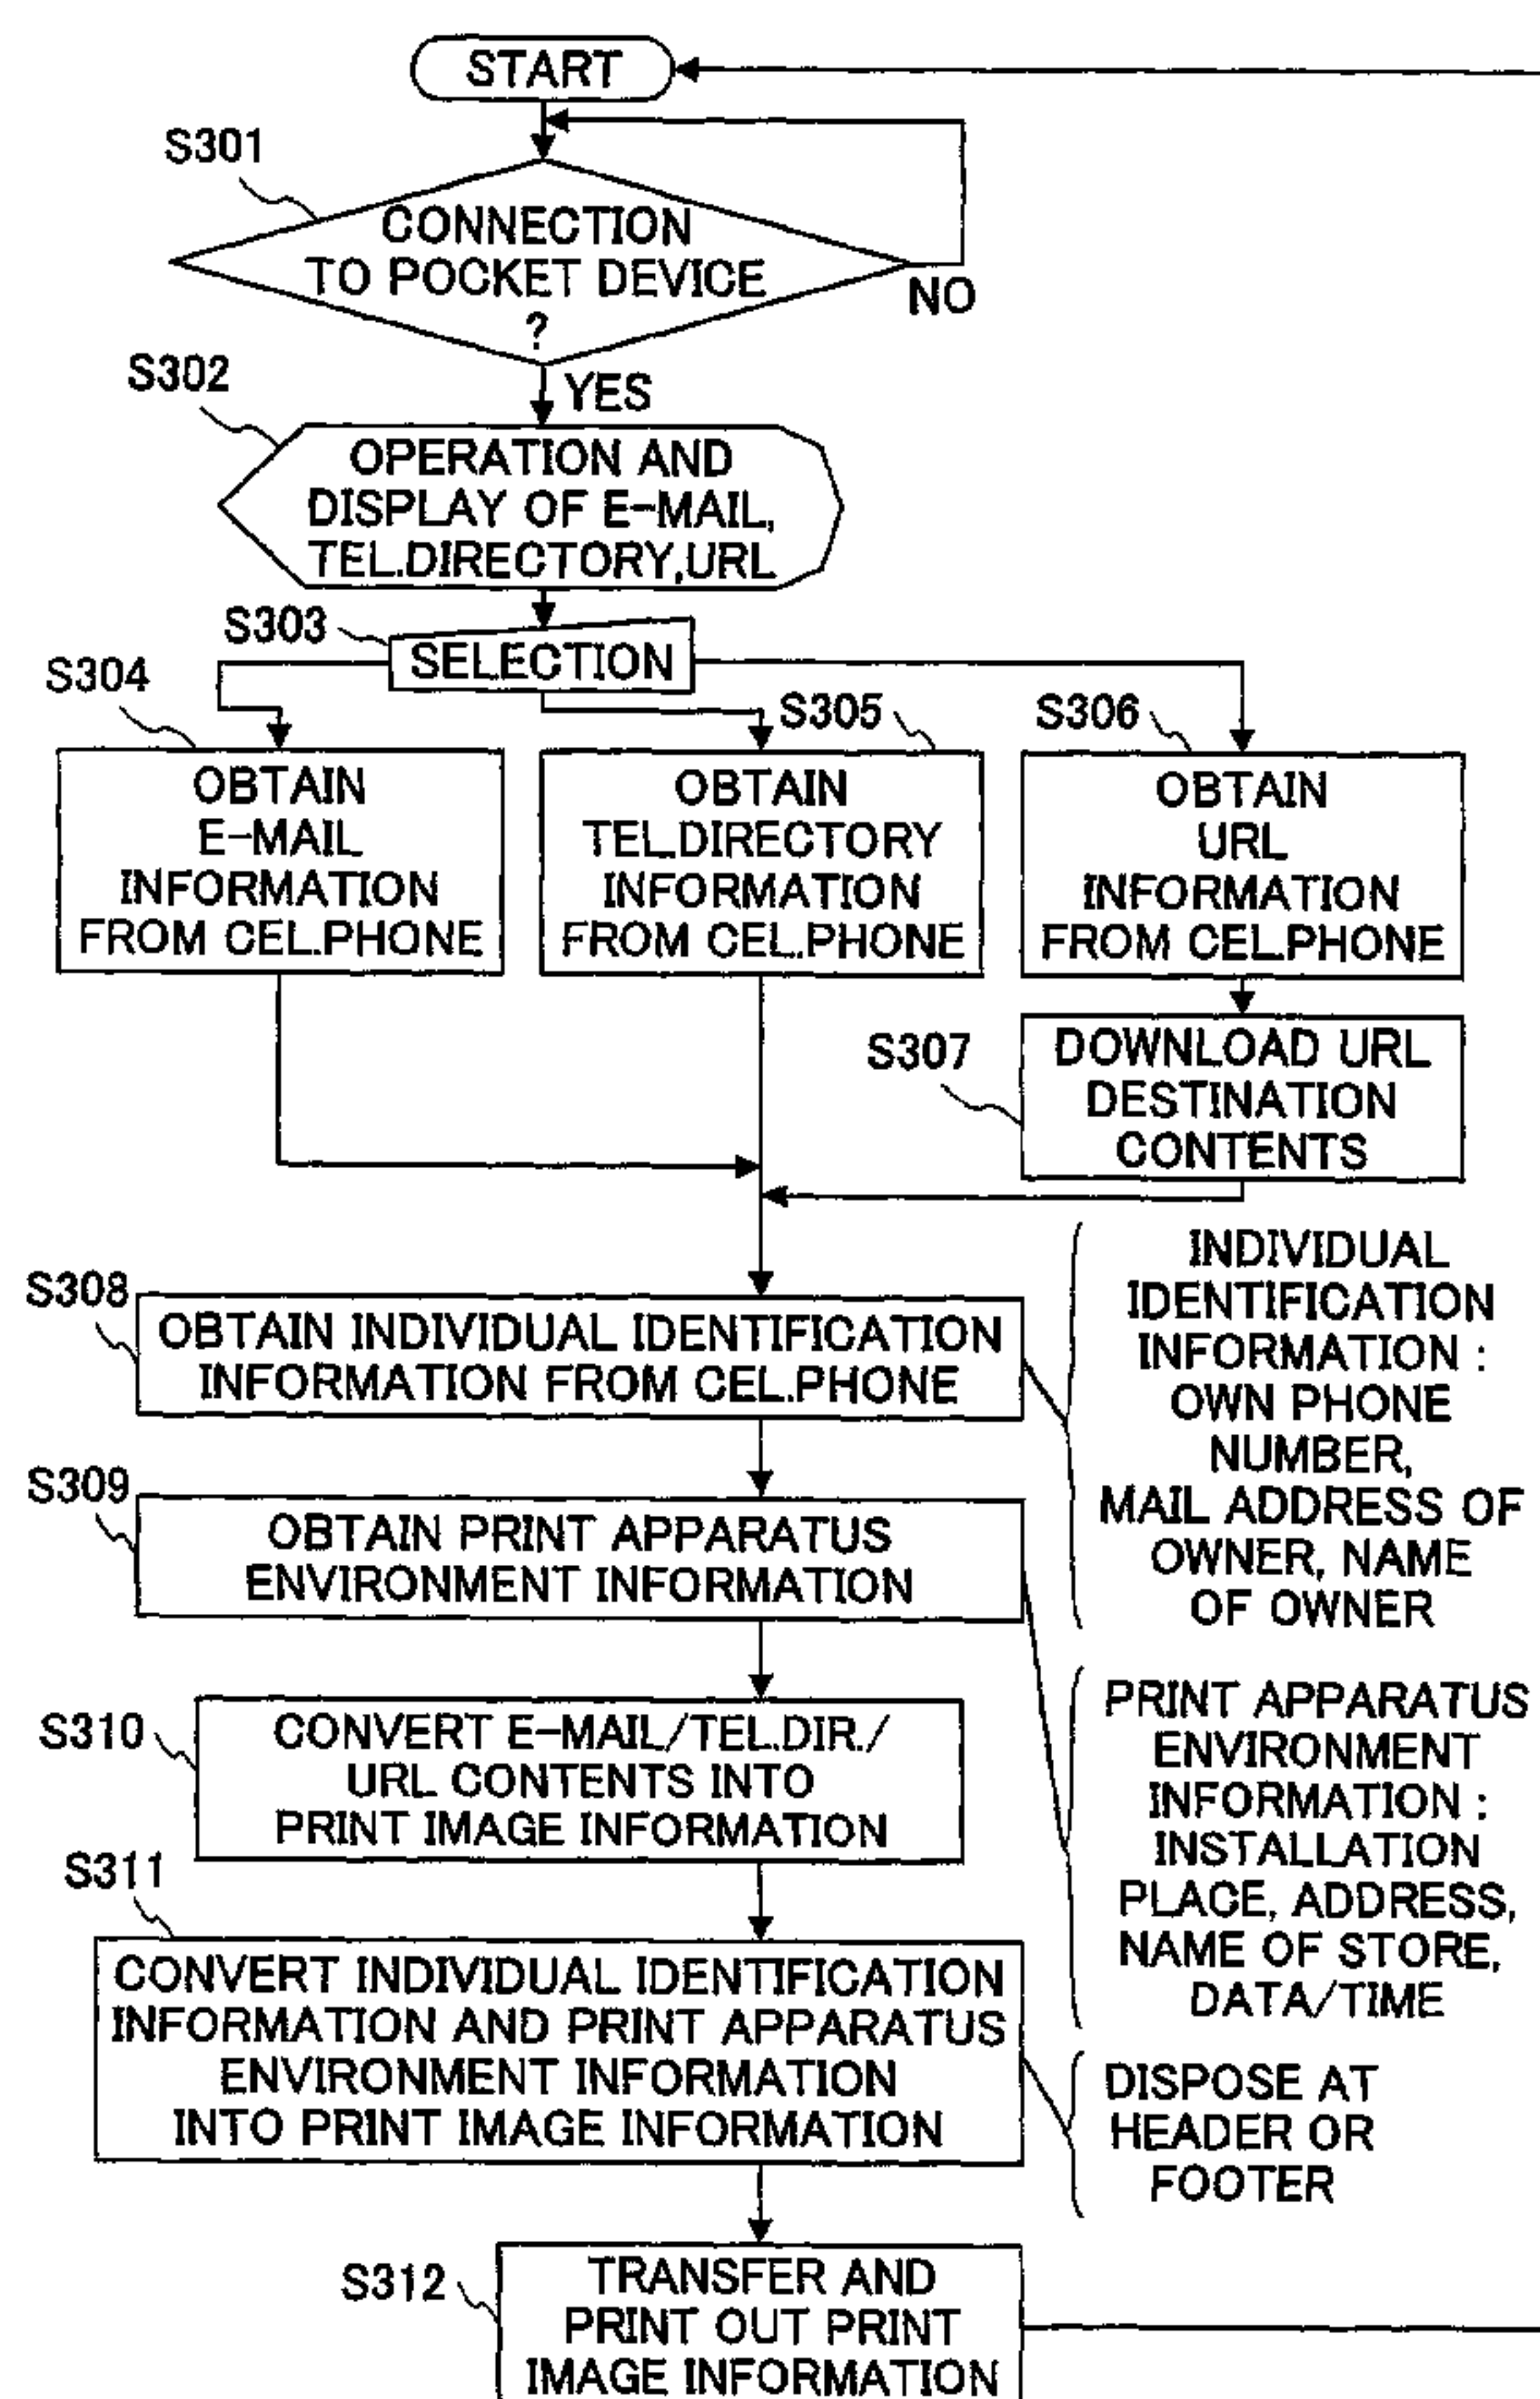 START
S301
CONNECTION
TO POCKET DEVICE
?
NO
YES
S302
OPERATION AND
DISPLAY OF E-MAIL,
TEL.DIRECTORY,URL
S303
SELECTION
S304
OBTAIN
E-MAIL
INFORMATION
FROM CEL.PHONE
S305
OBTAIN
TEL.DIRECTORY
INFORMATION
FROM CEL.PHONE
S306
OBTAIN
URL
INFORMATION
FROM CEL.PHONE
S307
DOWNLOAD URL
DESTINATION
CONTENTS
S308
OBTAIN INDIVIDUAL IDENTIFICATION
INFORMATION FROM CEL.PHONE
INDIVIDUAL
IDENTIFICATION
INFORMATION :
OWN PHONE
NUMBER,
MAIL ADDRESS OF
OWNER, NAME
OF OWNER
S309
OBTAIN PRINT APPARATUS
ENVIRONMENT INFORMATION
PRINT APPARATUS
ENVIRONMENT
INFORMATION :
INSTALLATION
PLACE, ADDRESS,
NAME OF STORE,
DATA/TIME
S310
CONVERT E-MAIL/TEL.DIR./
URL CONTENTS INTO
PRINT IMAGE INFORMATION
S311
CONVERT INDIVIDUAL IDENTIFICATION
INFORMATION AND PRINT APPARATUS
ENVIRONMENT INFORMATION
INTO PRINT IMAGE INFORMATION
DISPOSE AT
HEADER OR
FOOTER
S312
TRANSFER AND
PRINT OUT PRINT
IMAGE INFORMATION